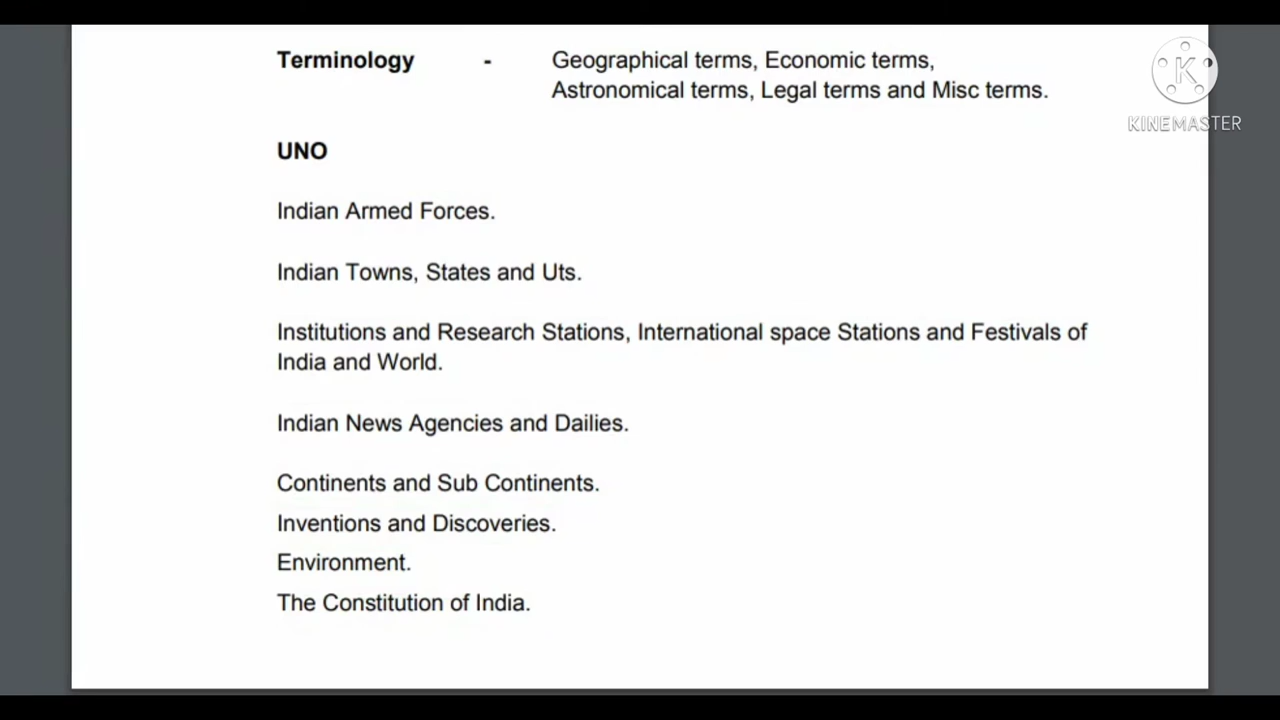 Terminology - Geographical terms, Economic terms,
Astronomical terms, Legal terms and Misc terms.
K
KINEMASTER
UNO
Indian Armed Forces.
Indian Towns, States and Uts.
Institutions and Research Stations, International space Stations and Festivals of
India and World.
Indian News Agencies and Dailies.
Continents and Sub Continents.
Inventions and Discoveries.
Environment.
The Constitution of India.